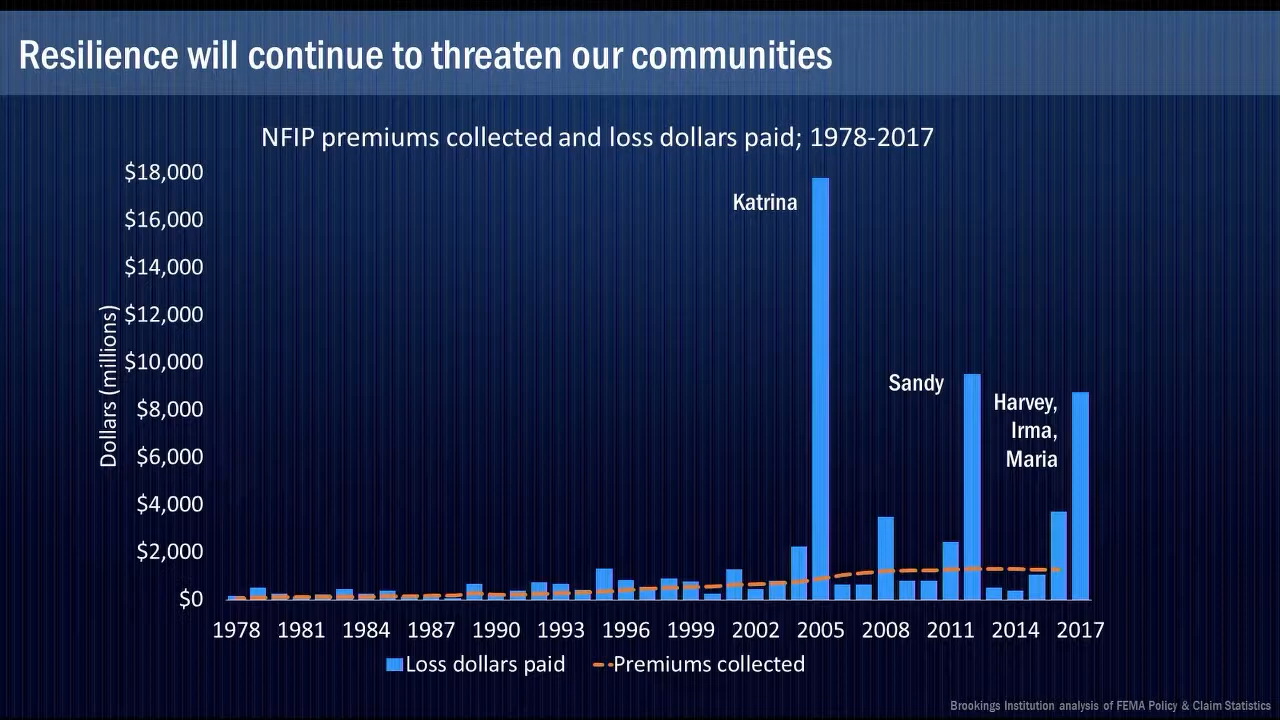 Resilience will continue to threaten our communities
NFIP premiums collected and loss dollars paid; 1978-2017
$18,000
$16,000
$14,000
$12,000
$10,000
$8,000
$6,000
$4,000
$2,000
$0
Dollars (millions)
Katrina
Sandy
Harvey,
Irma,
Maria
1978 1981 1984 1987 1990 1993 1996 1999 2002 2005 2008 2011 2014 2017
Loss dollars paid Premiums collected
Brookings Institution analysis of FEMA Policy & Claim Statistics